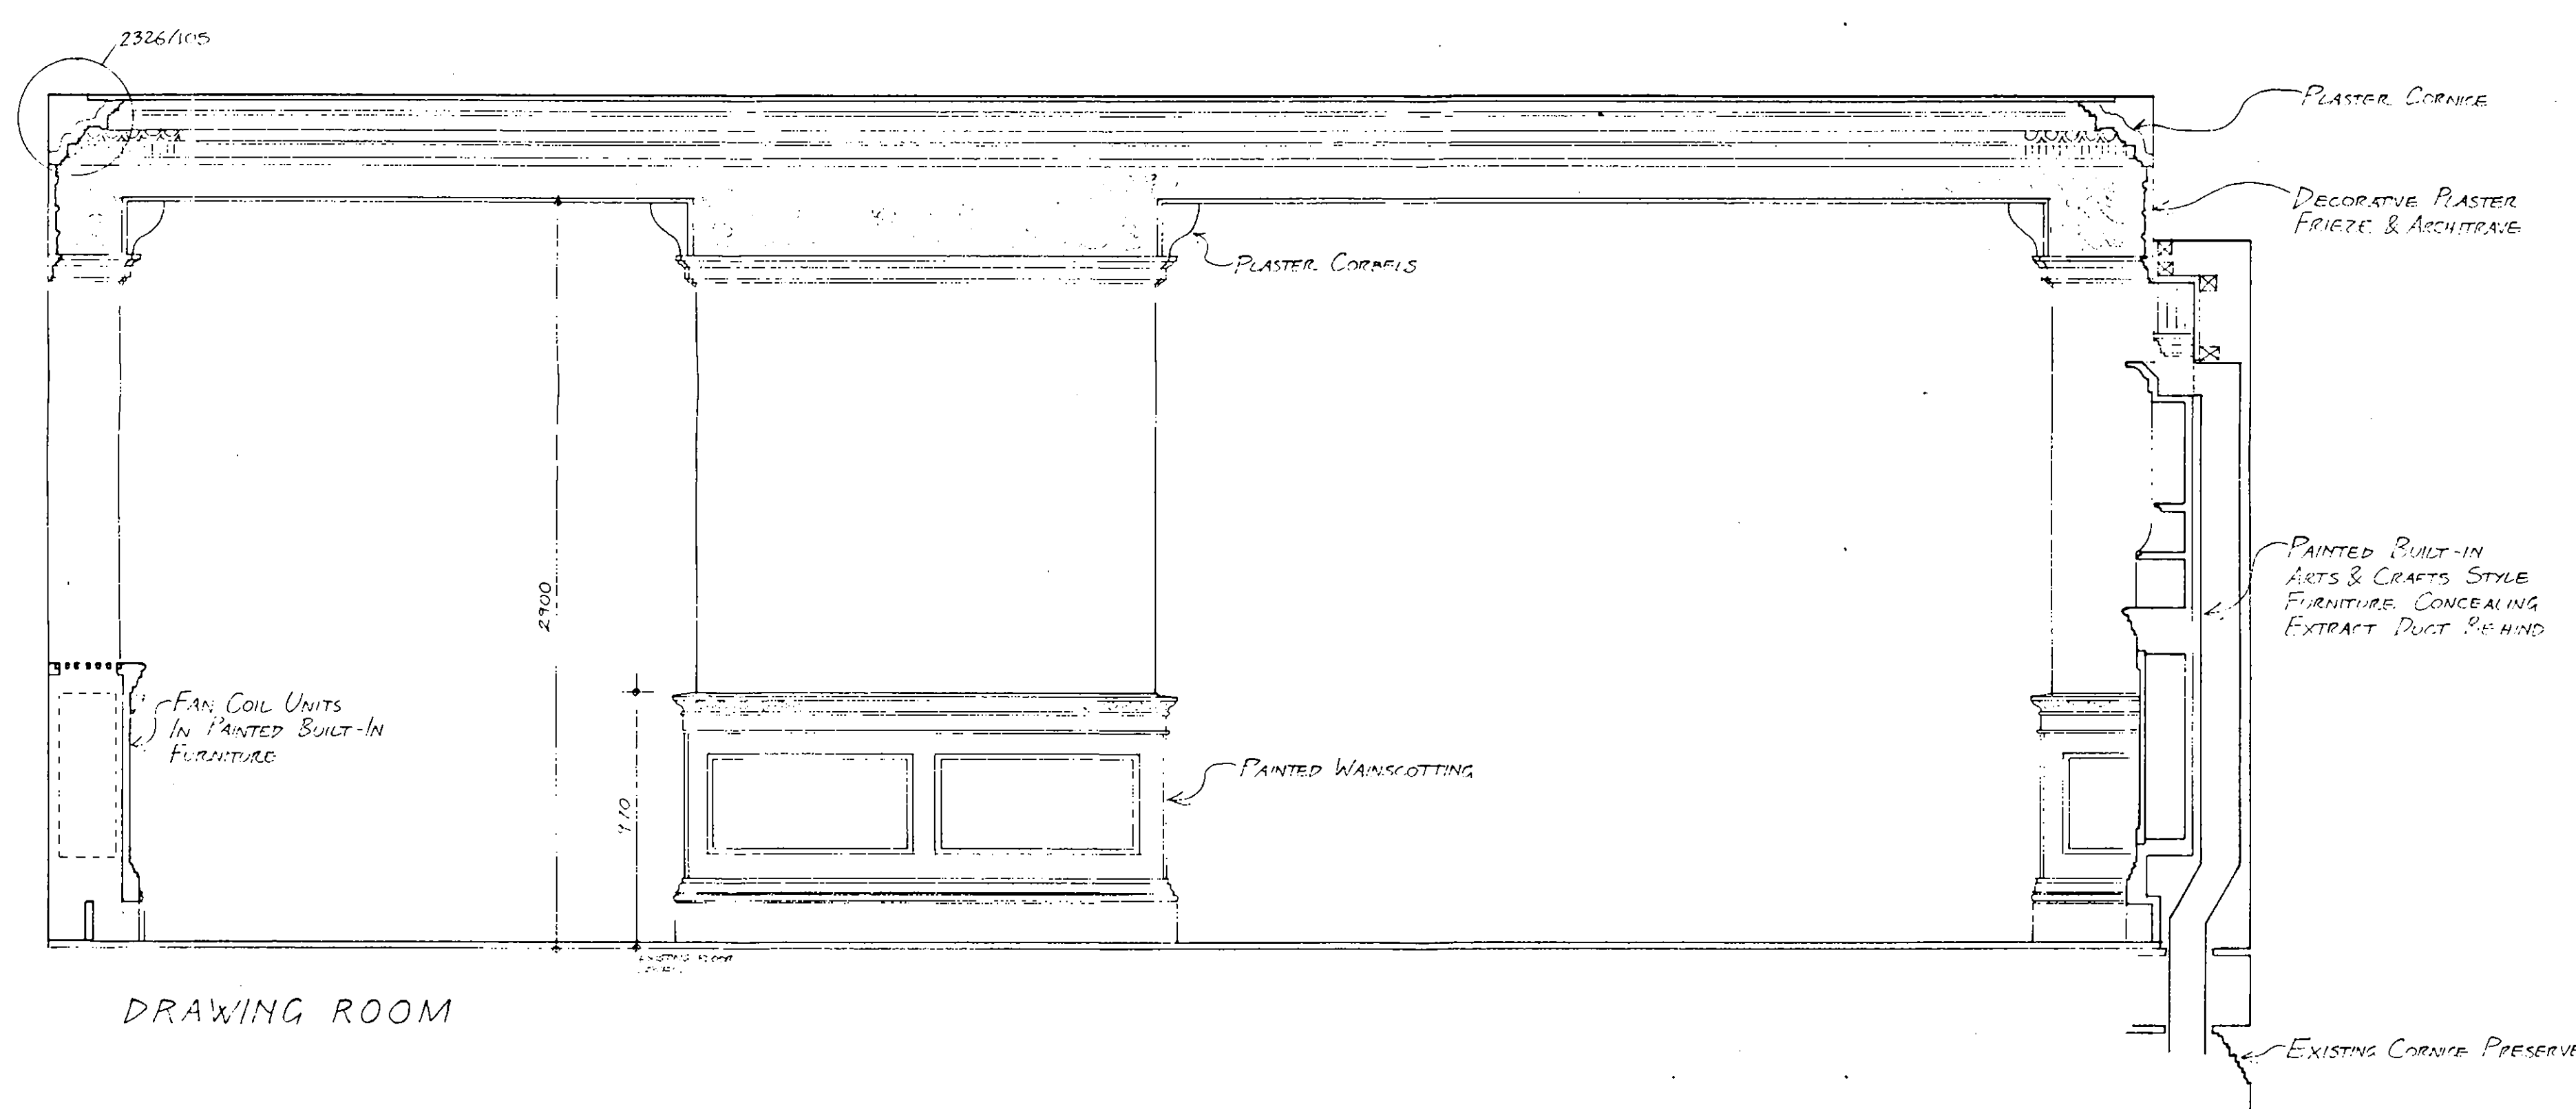 2326/105
PLASTER CORNICE
DECORATIVE PLASTER
FRIEZE & ARCHITRAVE
PLASTER CORBELS
2900
PAINTED BUILT-IN
ARTS & CRAFTS STYLE
FURNITURE CONCEALING
EXTRACT DUCT BEHIND
FAN COIL UNITS
IN PAINTED BUILT-IN
FURNITURE
910
PAINTED WAINSCOTTING
EXISTING FLOOR
DRAWING ROOM
EXISTING CORNICE PRESERVE